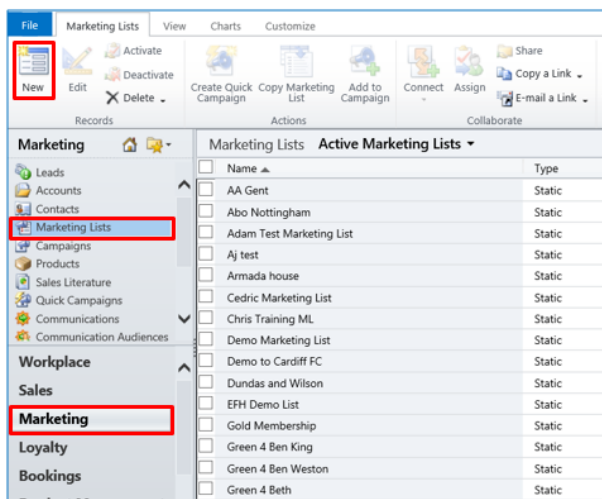 File Marketing Lists View Charts Customize
New
Edit
Activate
Deactivate
Delete
Create Quick Campaign
Copy Marketing List
Add to Campaign
Connect
Assign
Share
Copy a Link
E-mail a Link
Records Actions Collaborate
Marketing
Leads
Accounts
Contacts
Marketing Lists
Campaigns
Products
Sales Literature
Quick Campaigns
Communications
Communication Audiences
Workplace
Sales
Marketing
Loyalty
Bookings
Marketing Lists Active Marketing Lists
Name Type
AA Gent Static
Abo Nottingham Static
Adam Test Marketing List Static
Aj test Static
Armada house Static
Cedric Marketing List Static
Chris Training ML Static
Demo Marketing List Static
Demo to Cardiff FC Static
Dundas and Wilson Static
EFH Demo List Static
Gold Membership Static
Green 4 Ben King Static
Green 4 Ben Weston Static
Green 4 Beth Static